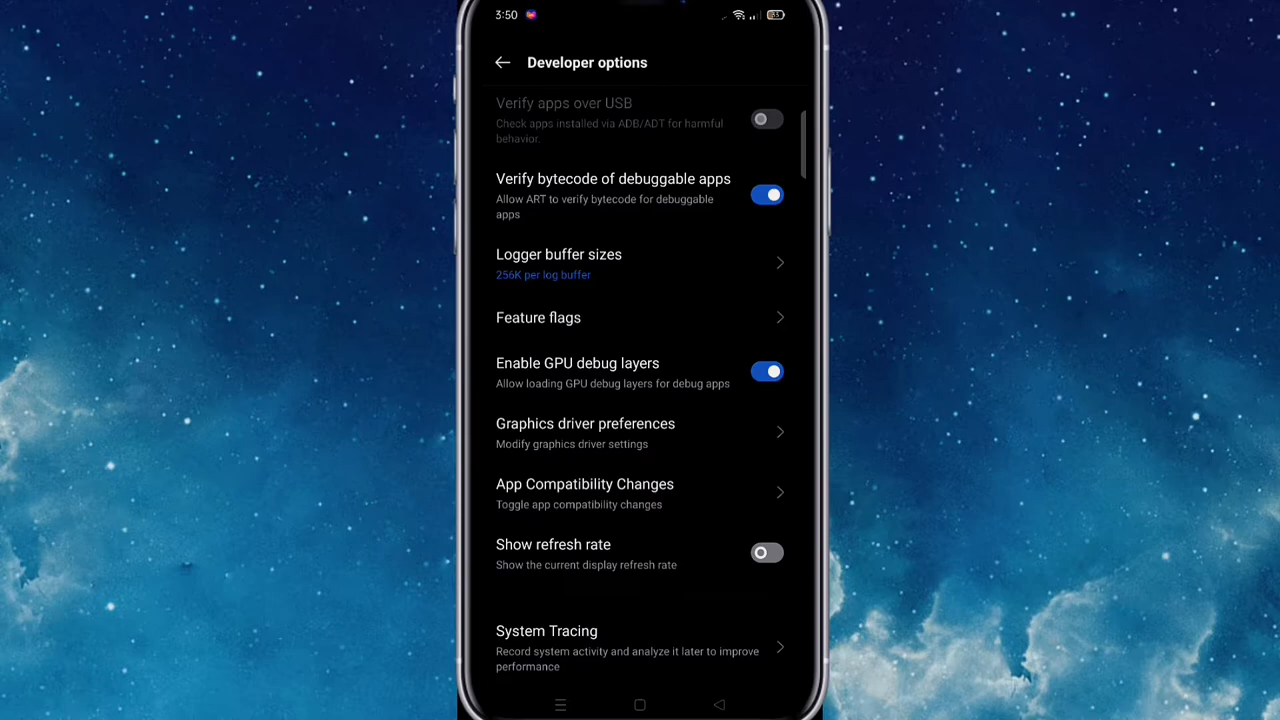 3:50
Developer options
Verify apps over USB
Check apps installed via ADB/ADT for harmful
behavior.
Verify bytecode of debuggable apps
Allow ART to verify bytecode for debuggable
apps
Logger buffer sizes
256K per log buffer
Feature flags
Enable GPU debug layers
Allow loading GPU debug layers for debug apps
Graphics driver preferences
Modify graphics driver settings
App Compatibility Changes
Toggle app compatibility changes
Show refresh rate
Show the current display refresh rate
System Tracing
Record system activity and analyze it later to improve
performance